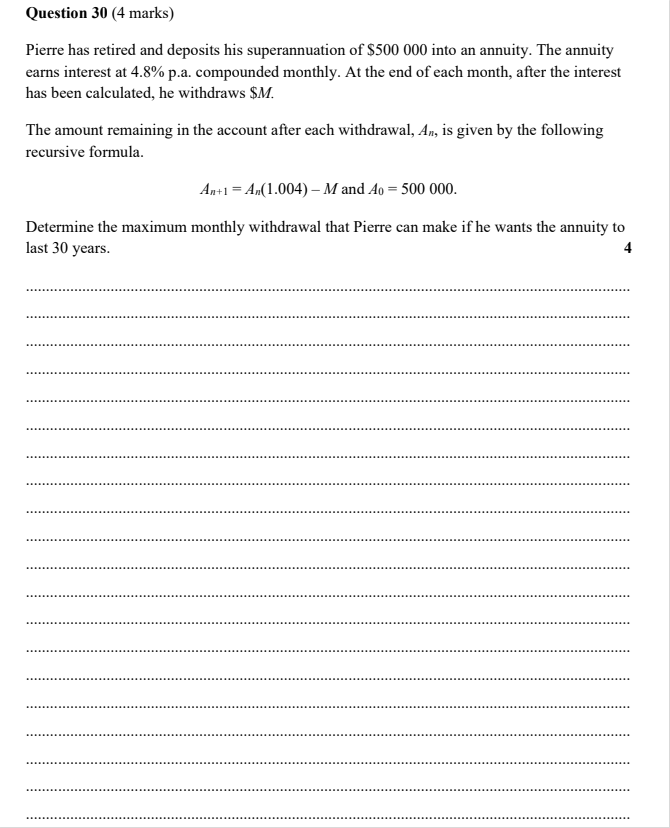 Question 30 (4 marks)
Pierre has retired and deposits his superannuation of $500 000 into an annuity. The annuity
earns interest at 4.8% p.a. compounded monthly. At the end of each month, after the interest
has been calculated, he withdraws $M.
The amount remaining in the account after each withdrawal, Aₙ, is given by the following
recursive formula.
Aₙ₊₁ = Aₙ(1.004) – M and A₀ = 500 000.
Determine the maximum monthly withdrawal that Pierre can make if he wants the annuity to
last 30 years. 4